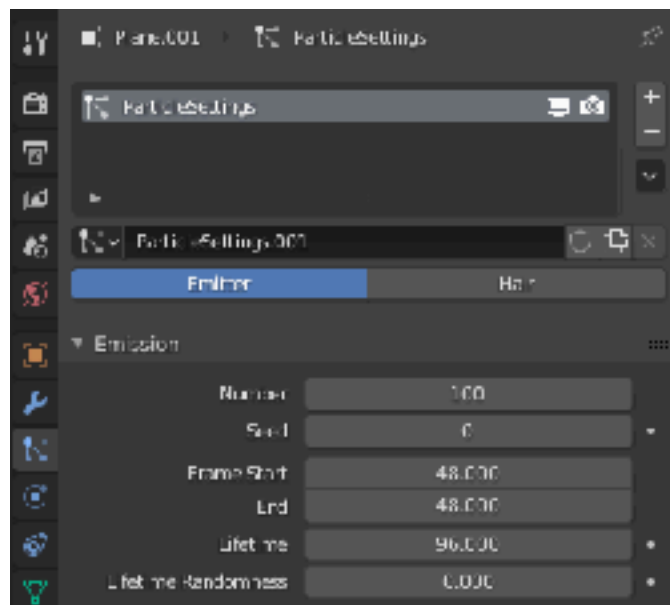 Plane.001 ParticleSettings
ParticleSettings
ParticleSettings.001
Emitter Hair
Emission
Number 100
Seed 0
Frame Start 48.000
End 48.000
Lifetime 96.000
Lifetime Randomness 0.000